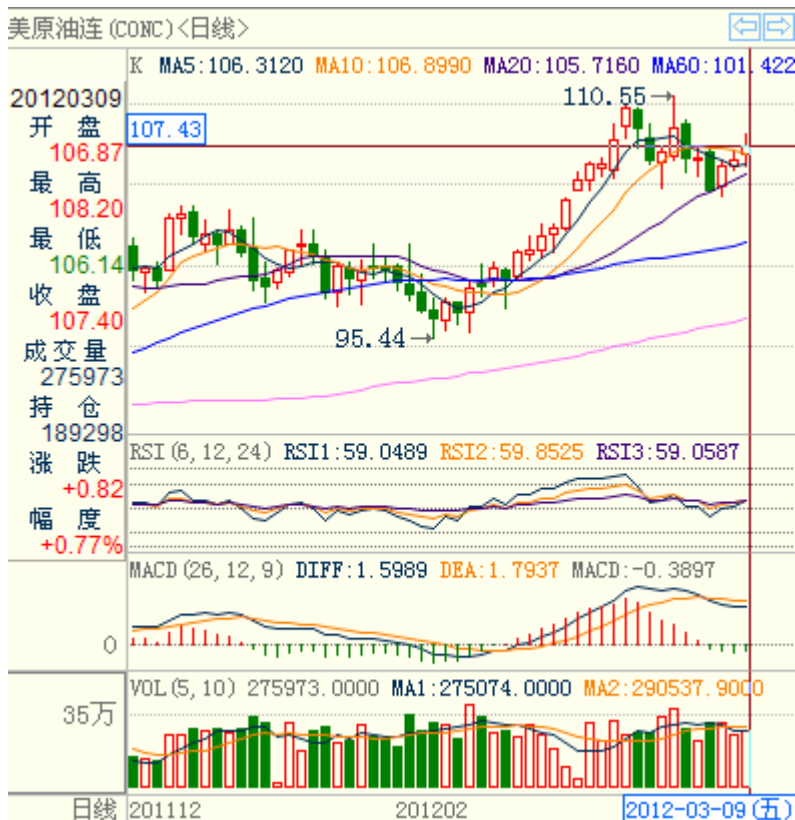 美原油连(CONC)<日线>
K MA5:106.3120 MA10:106.8990 MA20:105.7160 MA60:101.422
20120309
开盘
107.43
106.87
最高
108.20
最低
106.14
收盘
107.40
成交量
275973
持仓
189298
涨跌
+0.82
幅度
+0.77%
110.55
95.44
RSI(6,12,24) RSI1:59.0489 RSI2:59.8525 RSI3:59.0587
MACD(26,12,9) DIFF:1.5989 DEA:1.7937 MACD:-0.3897
0
VOL(5,10) 275973.0000 MA1:275074.0000 MA2:290537.9000
35万
日线 201112 201202 2012-03-09(五)